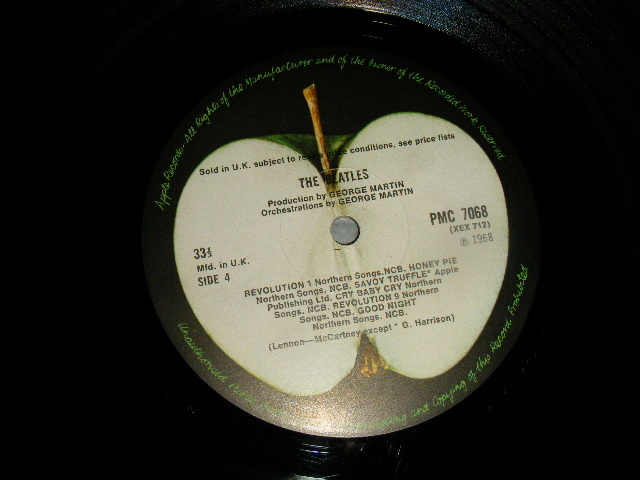 Apple Records. All Rights of the Manufacturer and of the Owner of the Recorded Work Reserved
Sold in U.K. subject to resale price conditions, see price lists
THE BEATLES
Production by GEORGE MARTIN
Orchestrations by GEORGE MARTIN
PMC 7068
(XEX 712)
℗ 1968
33⅓
Mfd. in U.K.
SIDE 4
REVOLUTION 1 Northern Songs. NCB. HONEY PIE
Northern Songs. NCB. SAVOY TRUFFLE* Apple
Publishing Ltd. CRY BABY CRY Northern
Songs. NCB. REVOLUTION 9 Northern
Songs. NCB. GOOD NIGHT
Northern Songs. NCB.
(Lennon—McCartney except * G. Harrison)
Unauthorised and Copying of this Record Prohibited